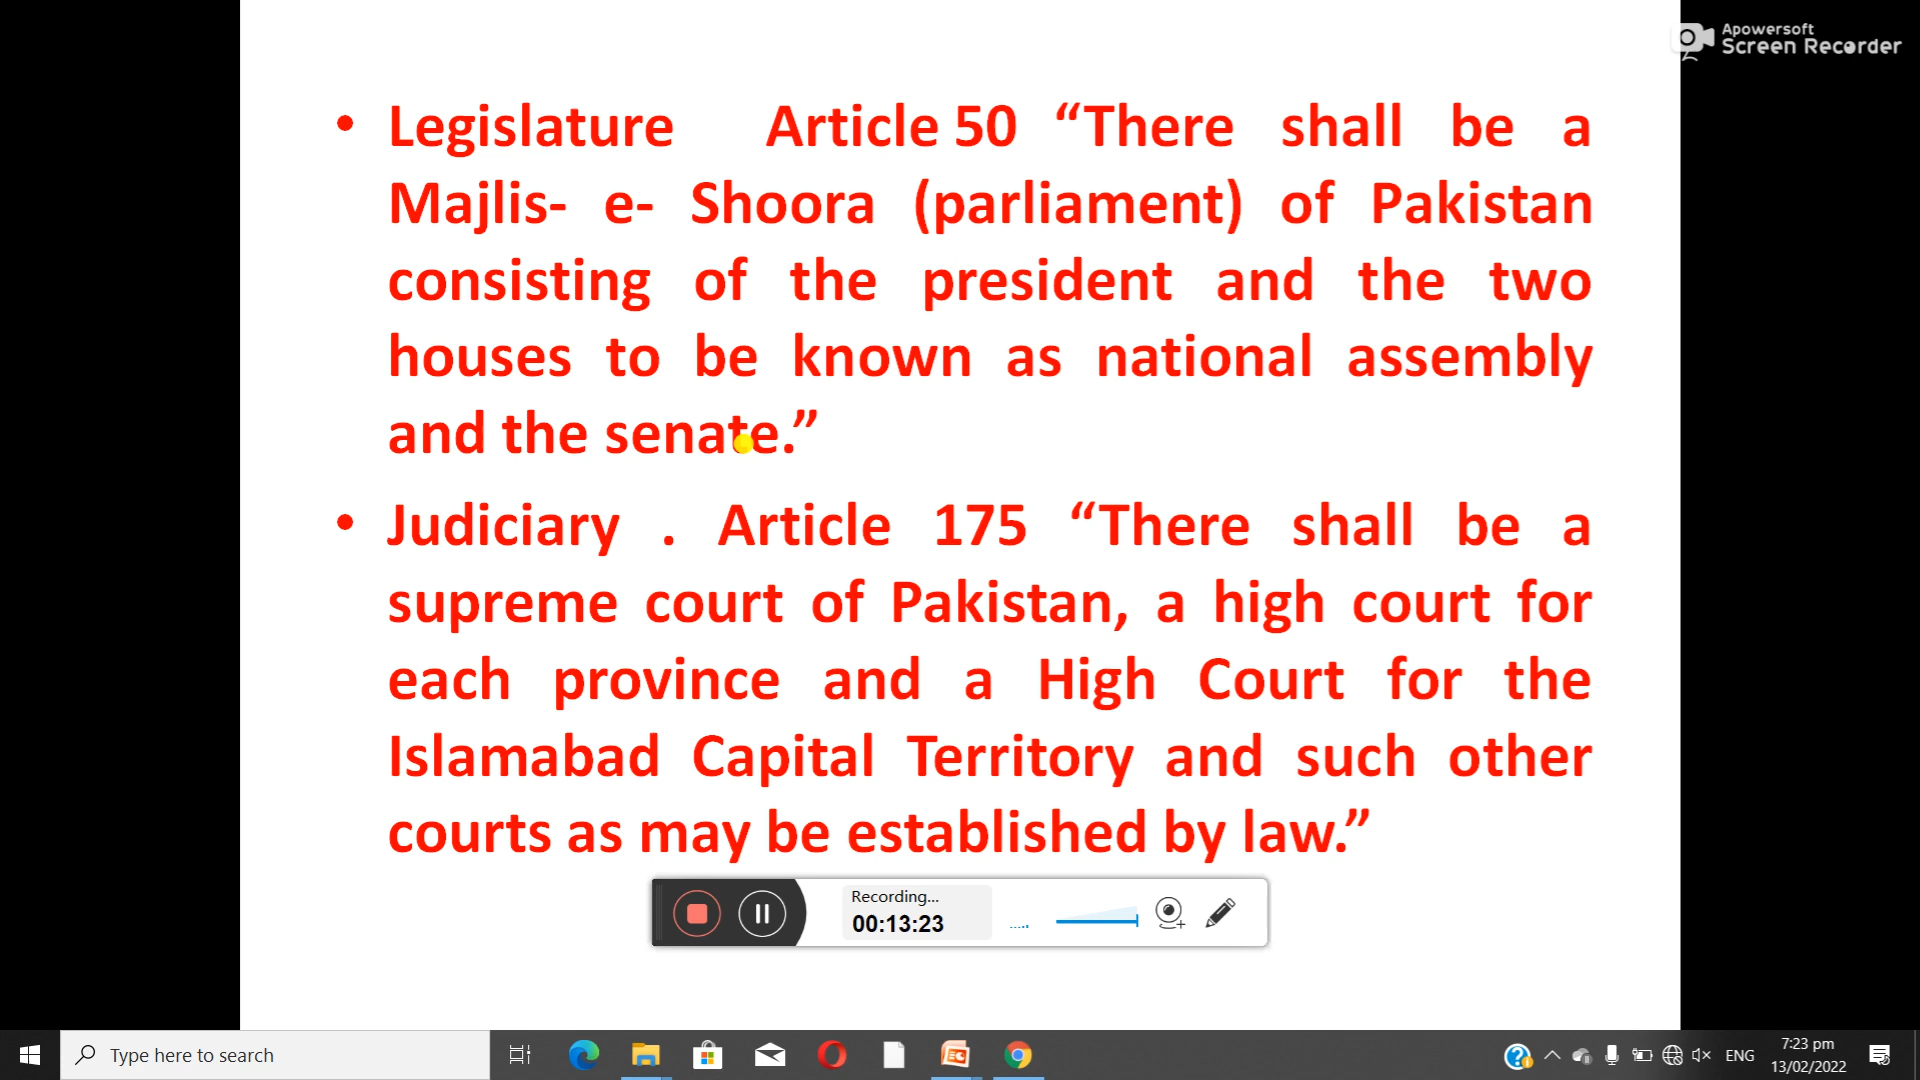 Apowersoft
Screen Recorder
• Legislature Article 50 “There shall be a
Majlis- e- Shoora (parliament) of Pakistan
consisting of the president and the two
houses to be known as national assembly
and the senate.”
• Judiciary . Article 175 “There shall be a
supreme court of Pakistan, a high court for
each province and a High Court for the
Islamabad Capital Territory and such other
courts as may be established by law.”
Recording...
00:13:23
Type here to search
ENG
7:23 pm
13/02/2022